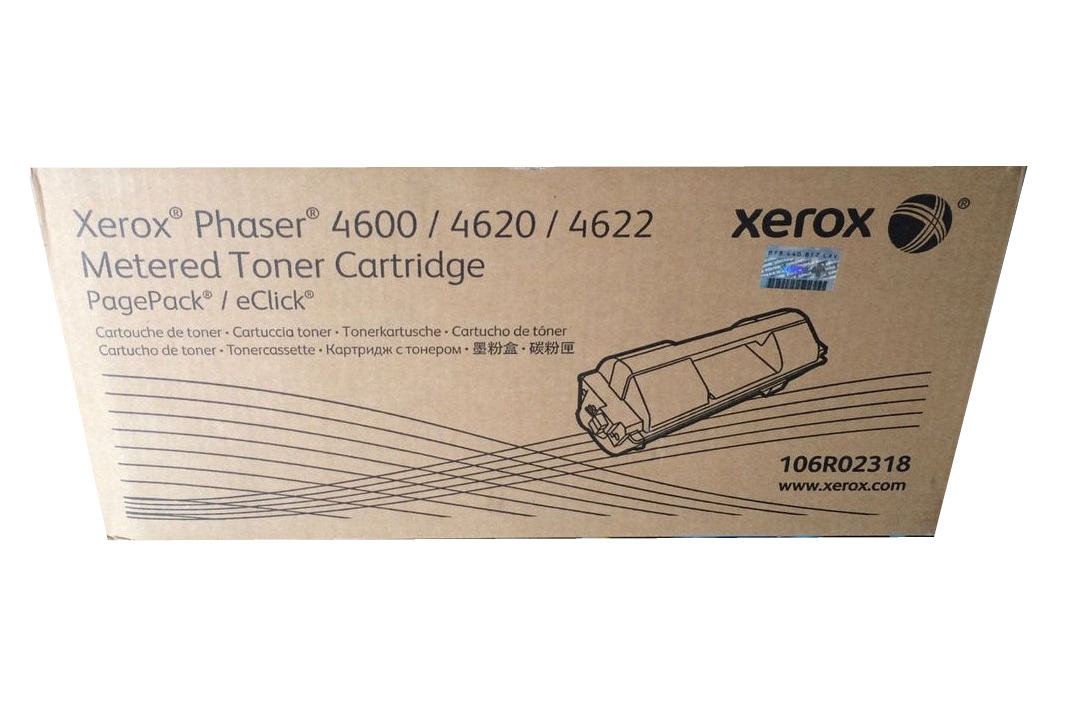 Xerox® Phaser® 4600 / 4620 / 4622
Metered Toner Cartridge
PagePack® / eClick®
Cartouche de toner • Cartuccia toner • Tonerkartusche • Cartucho de tóner
Cartucho de toner • Tonercassette • Картридж с тонером • 墨粉盒 • 碳粉匣
xerox ®
106R02318
www.xerox.com